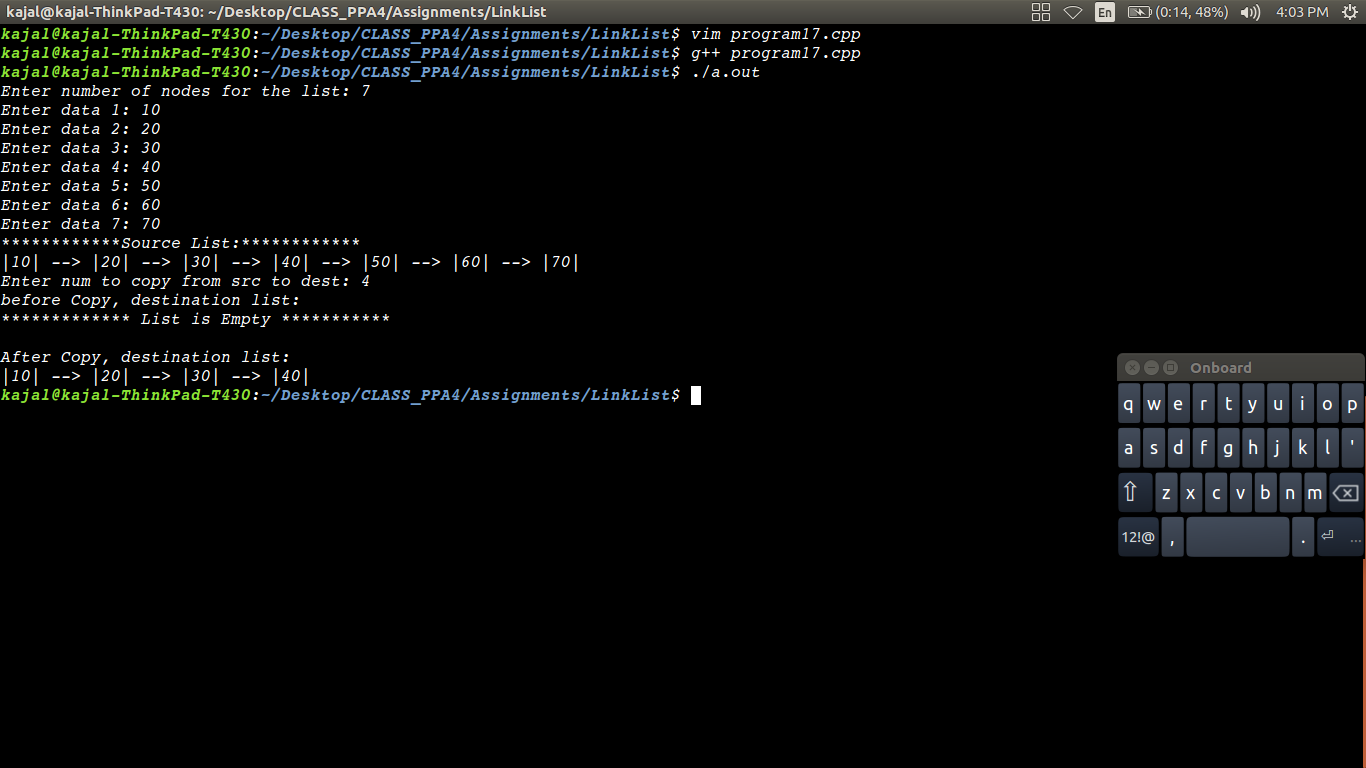 kajal@kajal-ThinkPad-T430: ~/Desktop/CLASS_PPA4/Assignments/LinkList En (0:14, 48%) 4:03 PM
kajal@kajal-ThinkPad-T430:~/Desktop/CLASS_PPA4/Assignments/LinkList$ vim program17.cpp
kajal@kajal-ThinkPad-T430:~/Desktop/CLASS_PPA4/Assignments/LinkList$ g++ program17.cpp
kajal@kajal-ThinkPad-T430:~/Desktop/CLASS_PPA4/Assignments/LinkList$ ./a.out
Enter number of nodes for the list: 7
Enter data 1: 10
Enter data 2: 20
Enter data 3: 30
Enter data 4: 40
Enter data 5: 50
Enter data 6: 60
Enter data 7: 70
************Source List:************
|10| --> |20| --> |30| --> |40| --> |50| --> |60| --> |70|
Enter num to copy from src to dest: 4
before Copy, destination list:
************* List is Empty ***********
After Copy, destination list:
|10| --> |20| --> |30| --> |40|
kajal@kajal-ThinkPad-T430:~/Desktop/CLASS_PPA4/Assignments/LinkList$
Onboard
q w e r t y u i o p
a s d f g h j k l '
⇧ z x c v b n m ⌫
12!@ , . ⏎ ...